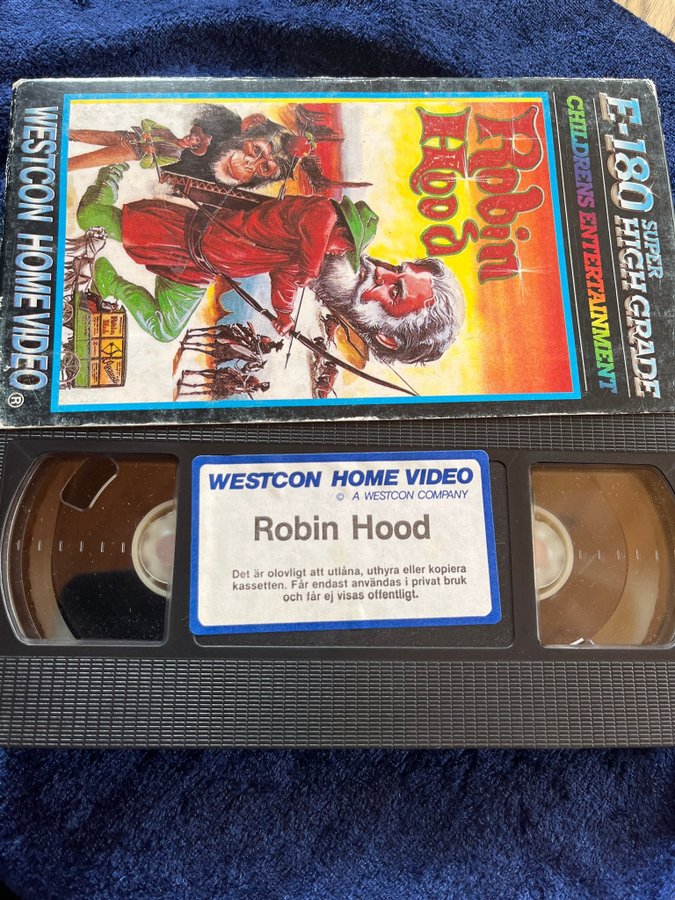 E-180 SUPER
HIGH GRADE
CHILDRENS ENTERTAINMENT
Robin
Hood
WESTCON HOME VIDEO ®
WESTCON HOME VIDEO
© A WESTCON COMPANY
Robin Hood
Det är olovligt att utlåna, uthyra eller kopiera
kassetten. Får endast användas i privat bruk
och får ej visas offentligt.